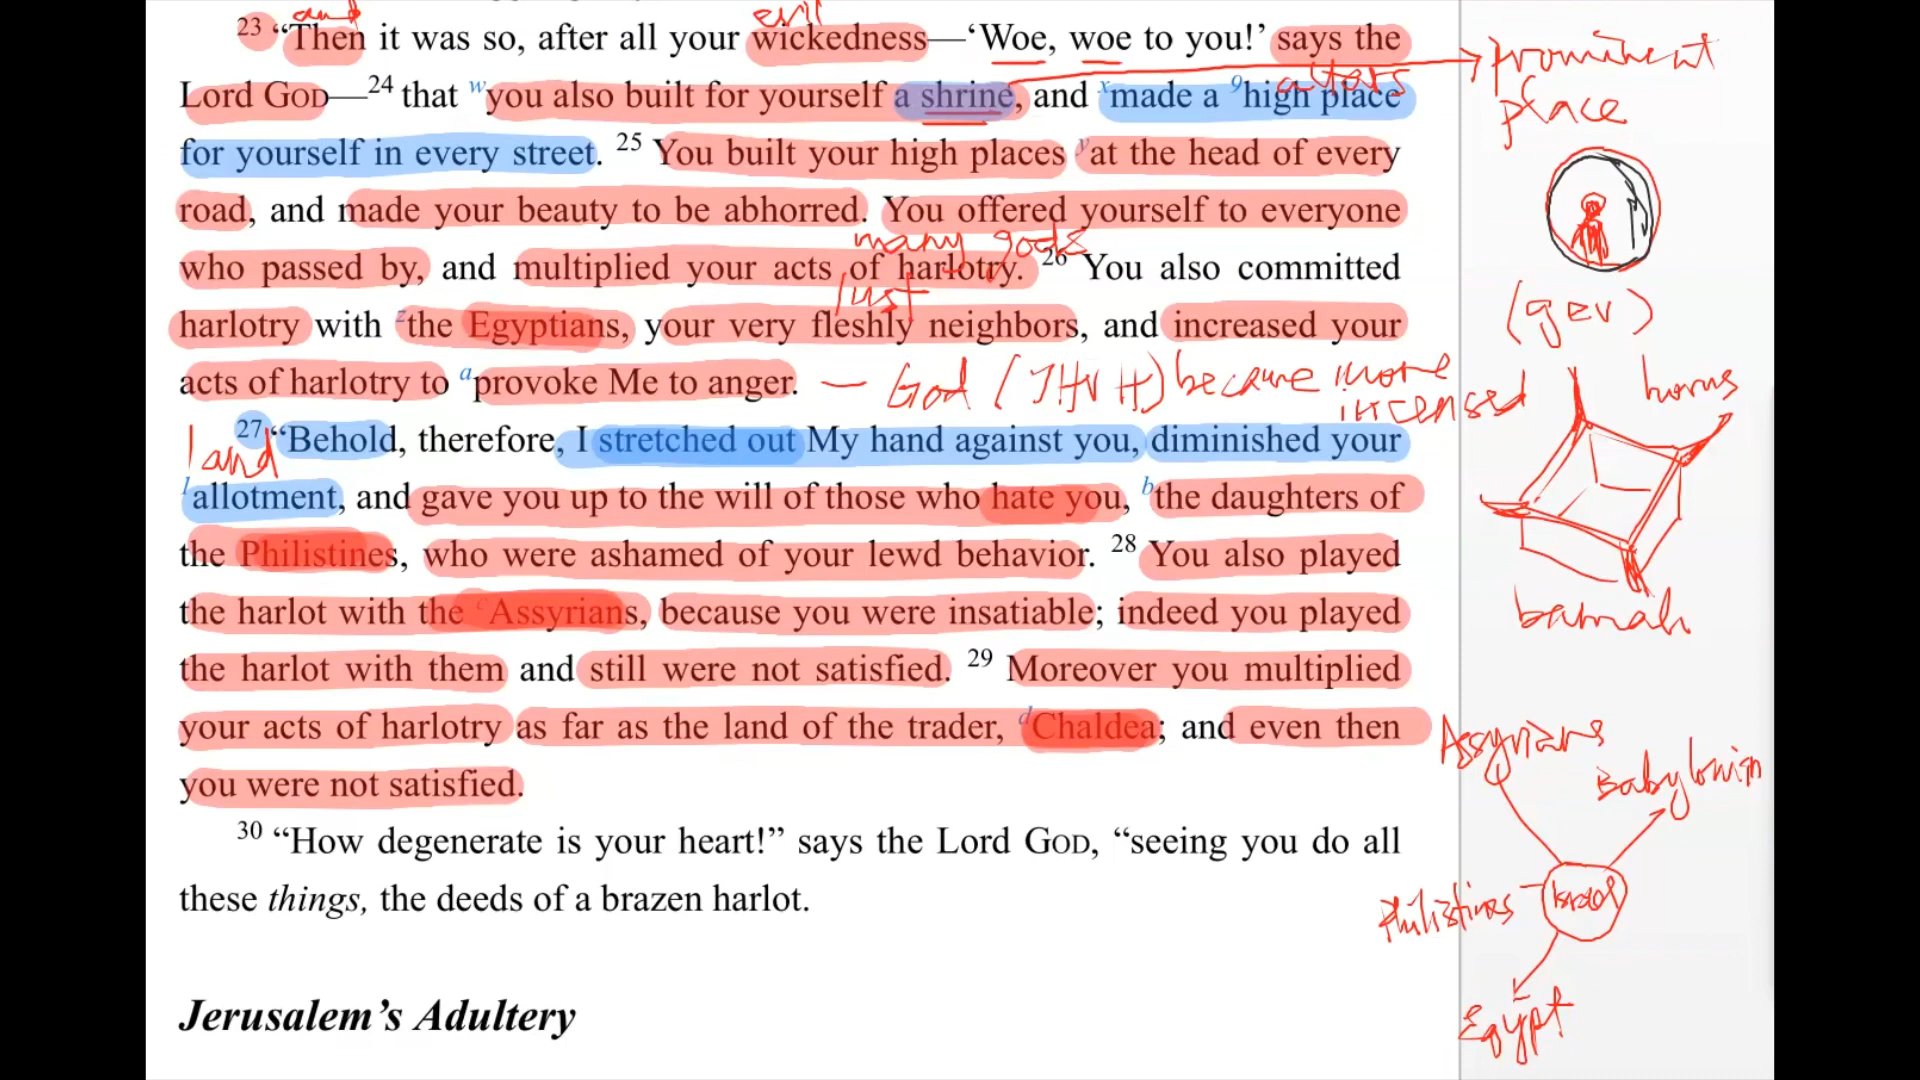 and evil
23 “Then it was so, after all your wickedness—‘Woe, woe to you!’ says the
prominent
place
alters
Lord GOD—24 that w you also built for yourself a shrine, and x made a 9 high place
for yourself in every street. 25 You built your high places y at the head of every
road, and made your beauty to be abhorred. You offered yourself to everyone
many gods
who passed by, and multiplied your acts of harlotry. 26 You also committed
lust
(gev)
harlotry with z the Egyptians, your very fleshly neighbors, and increased your
acts of harlotry to a provoke Me to anger. — God (JHVH) became more
incensed
horns
land
27 “Behold, therefore, I stretched out My hand against you, diminished your
l allotment, and gave you up to the will of those who hate you, b the daughters of
the Philistines, who were ashamed of your lewd behavior. 28 You also played
the harlot with the c Assyrians, because you were insatiable; indeed you played
bamah
the harlot with them and still were not satisfied. 29 Moreover you multiplied
your acts of harlotry as far as the land of the trader, d Chaldea; and even then
you were not satisfied.
Assyrians
Babylonian
30 “How degenerate is your heart!” says the Lord GOD, “seeing you do all
these things, the deeds of a brazen harlot.
Philistines
Israel
Egypt
Jerusalem’s Adultery